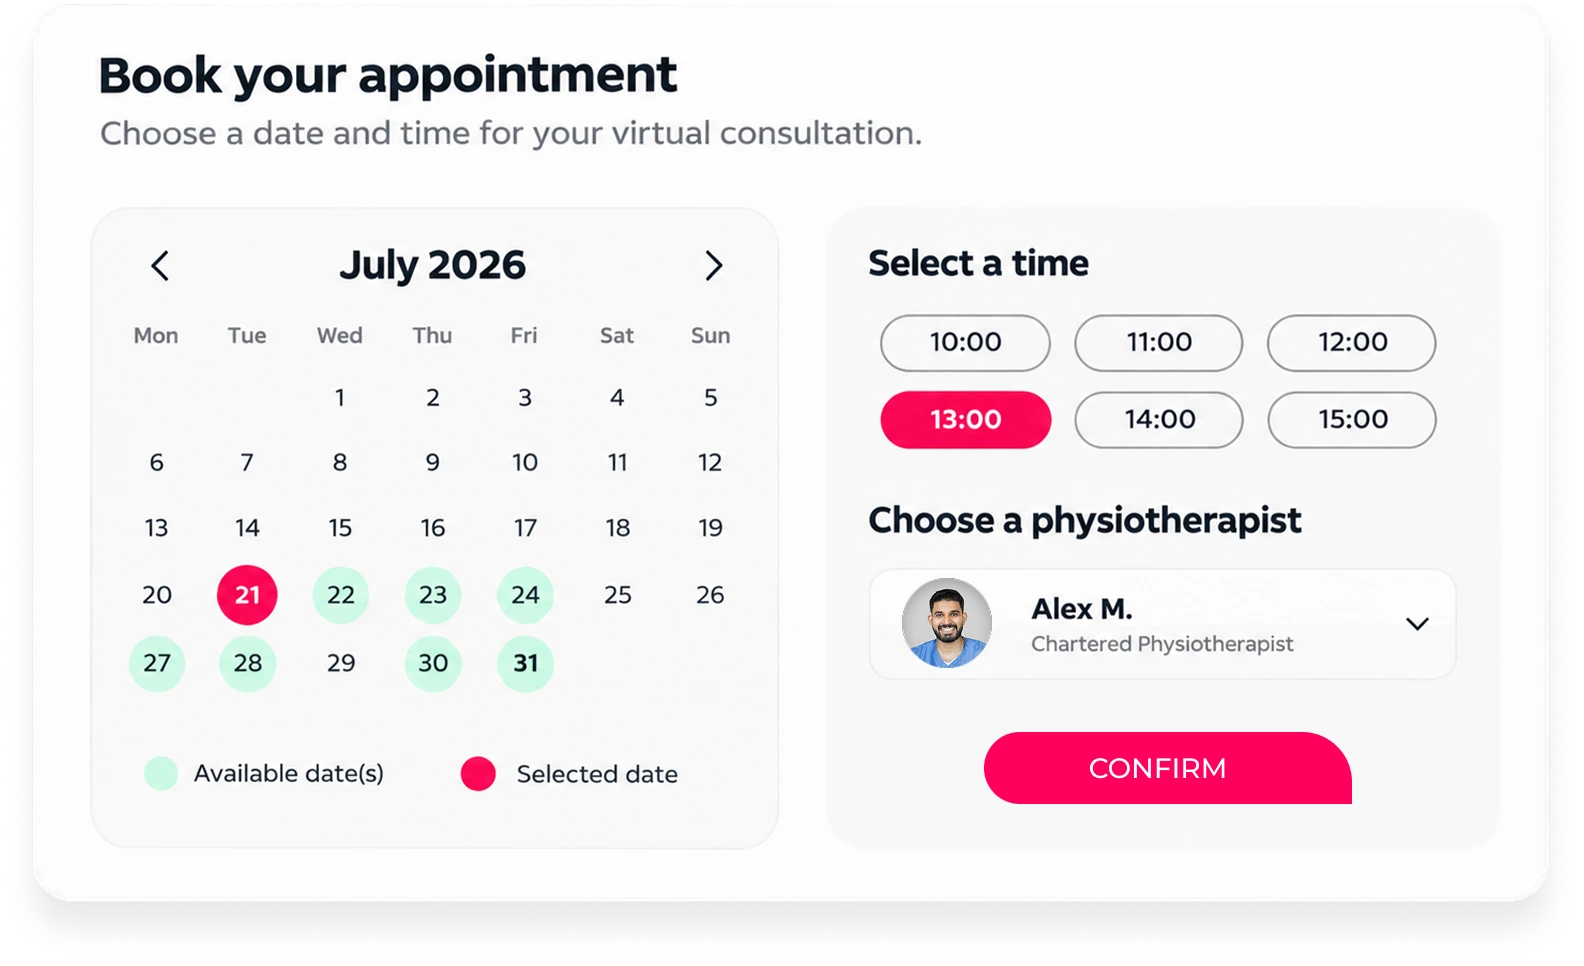 Book your appointment
Choose a date and time for your virtual consultation.
July 2026
Mon Tue Wed Thu Fri Sat Sun
1 2 3 4 5
6 7 8 9 10 11 12
13 14 15 16 17 18 19
20 21 22 23 24 25 26
27 28 29 30 31
Available date(s) Selected date
Select a time
10:00 11:00 12:00
13:00 14:00 15:00
Choose a physiotherapist
Alex M.
Chartered Physiotherapist
CONFIRM